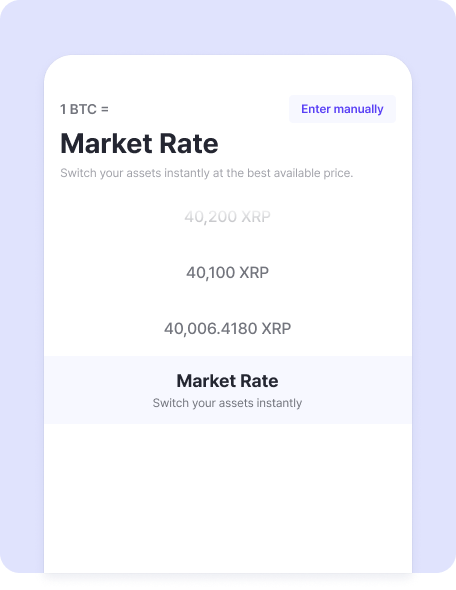 1 BTC =
Enter manually
Market Rate
Switch your assets instantly at the best available price.
40,200 XRP
40,100 XRP
40,006.4180 XRP
Market Rate
Switch your assets instantly